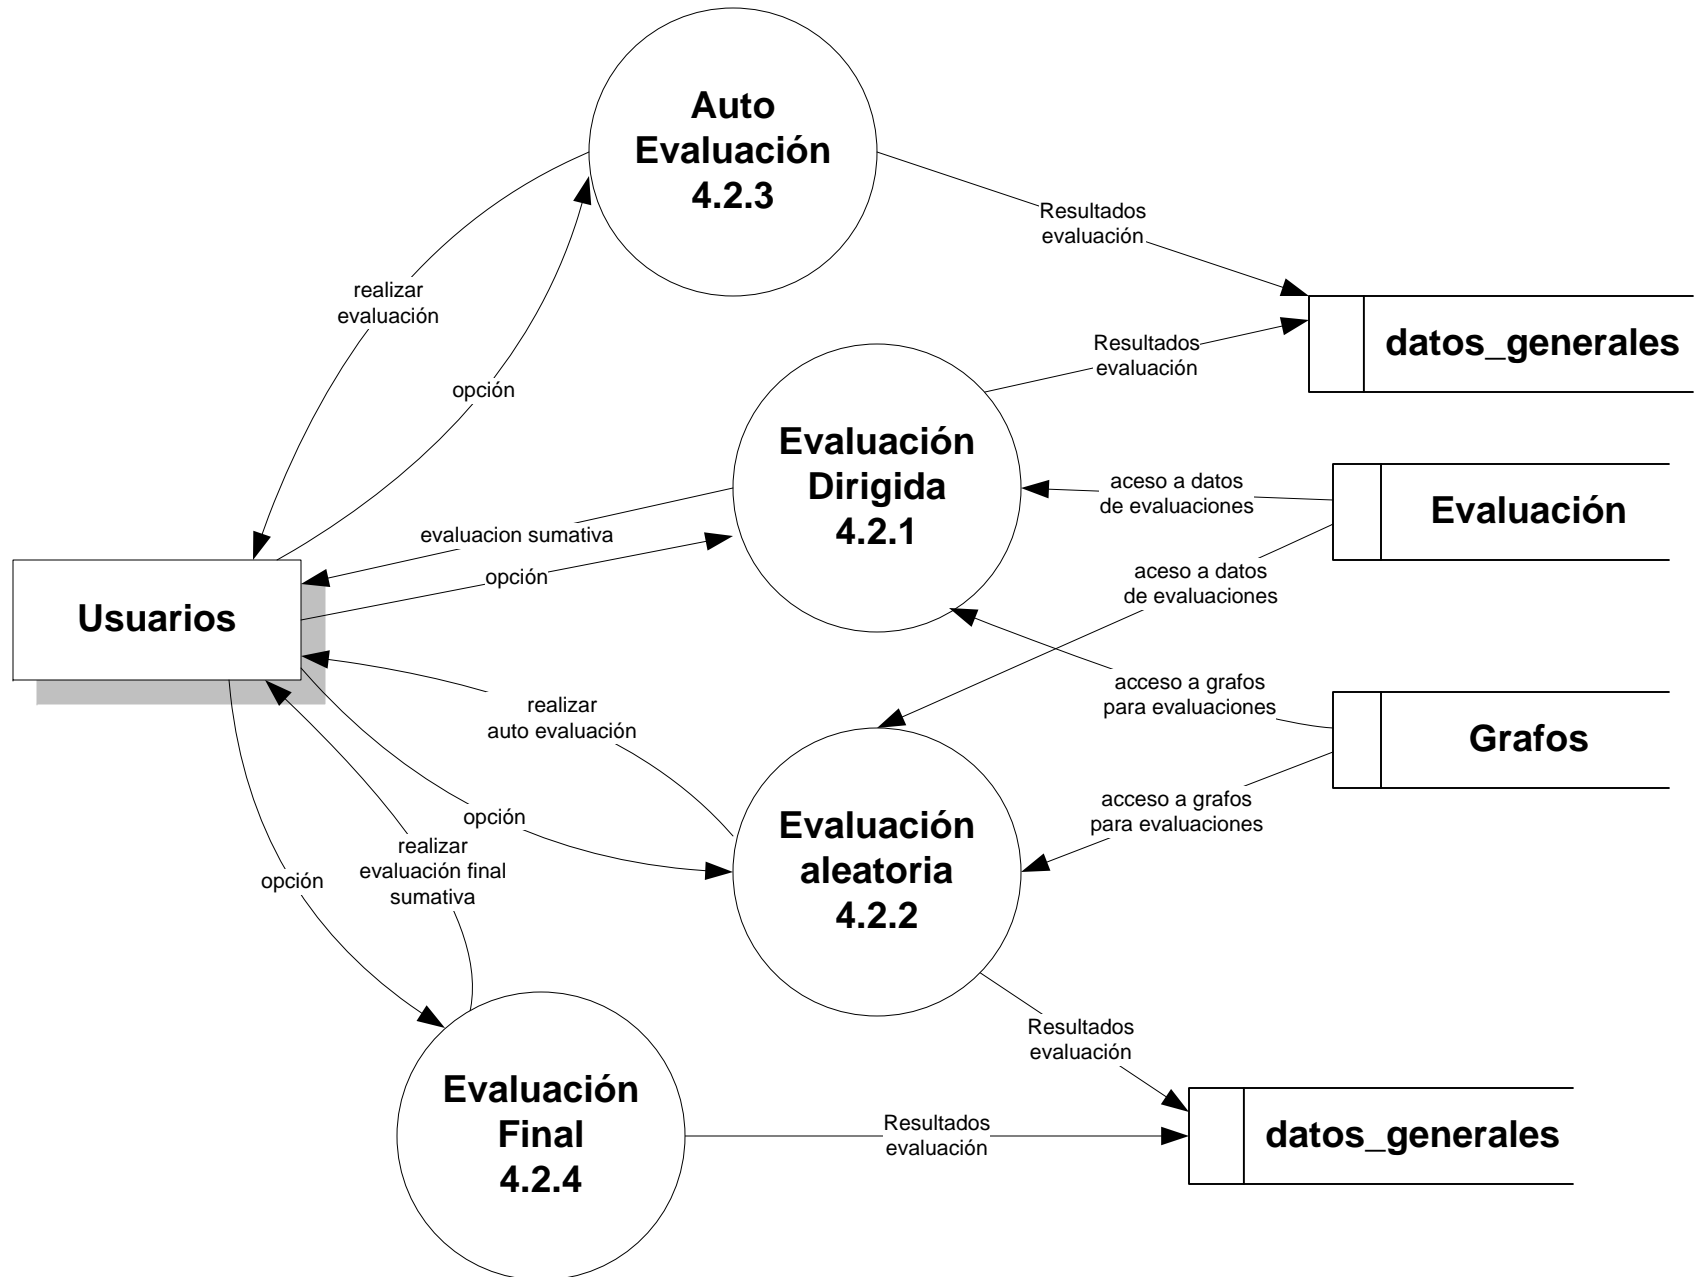 Auto
Evaluación
4.2.3
Resultados
evaluación
realizar
evaluación
opción
Resultados
evaluación
datos_generales
Evaluación
Dirigida
4.2.1
aceso a datos
de evaluaciones
Evaluación
evaluacion sumativa
opción
aceso a datos
de evaluaciones
Usuarios
acceso a grafos
para evaluaciones
Grafos
realizar
auto evaluación
acceso a grafos
para evaluaciones
opción
Evaluación
aleatoria
4.2.2
realizar
evaluación final
sumativa
opción
Resultados
evaluación
Evaluación
Final
4.2.4
Resultados
evaluación
datos_generales